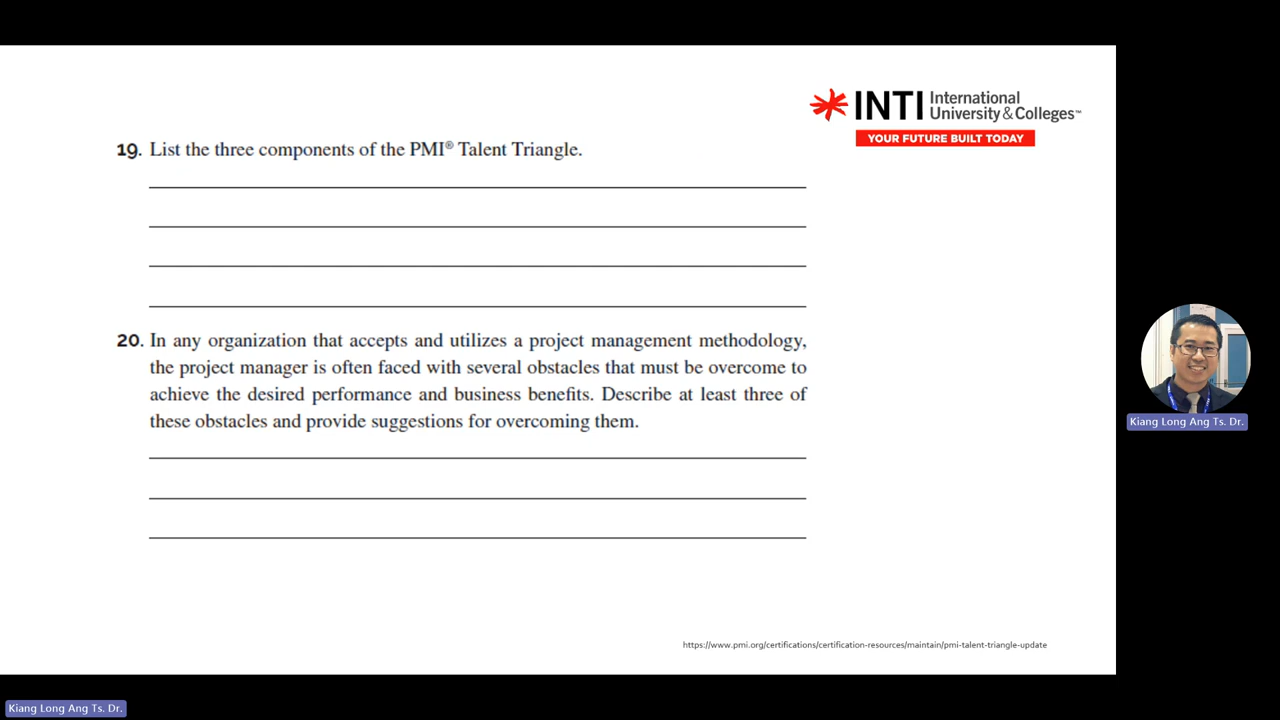 INTI International
University & Colleges™
YOUR FUTURE BUILT TODAY
19. List the three components of the PMI® Talent Triangle.
20. In any organization that accepts and utilizes a project management methodology,
the project manager is often faced with several obstacles that must be overcome to
achieve the desired performance and business benefits. Describe at least three of
these obstacles and provide suggestions for overcoming them.
Kiang Long Ang Ts. Dr.
https://www.pmi.org/certifications/certification-resources/maintain/pmi-talent-triangle-update
Kiang Long Ang Ts. Dr.